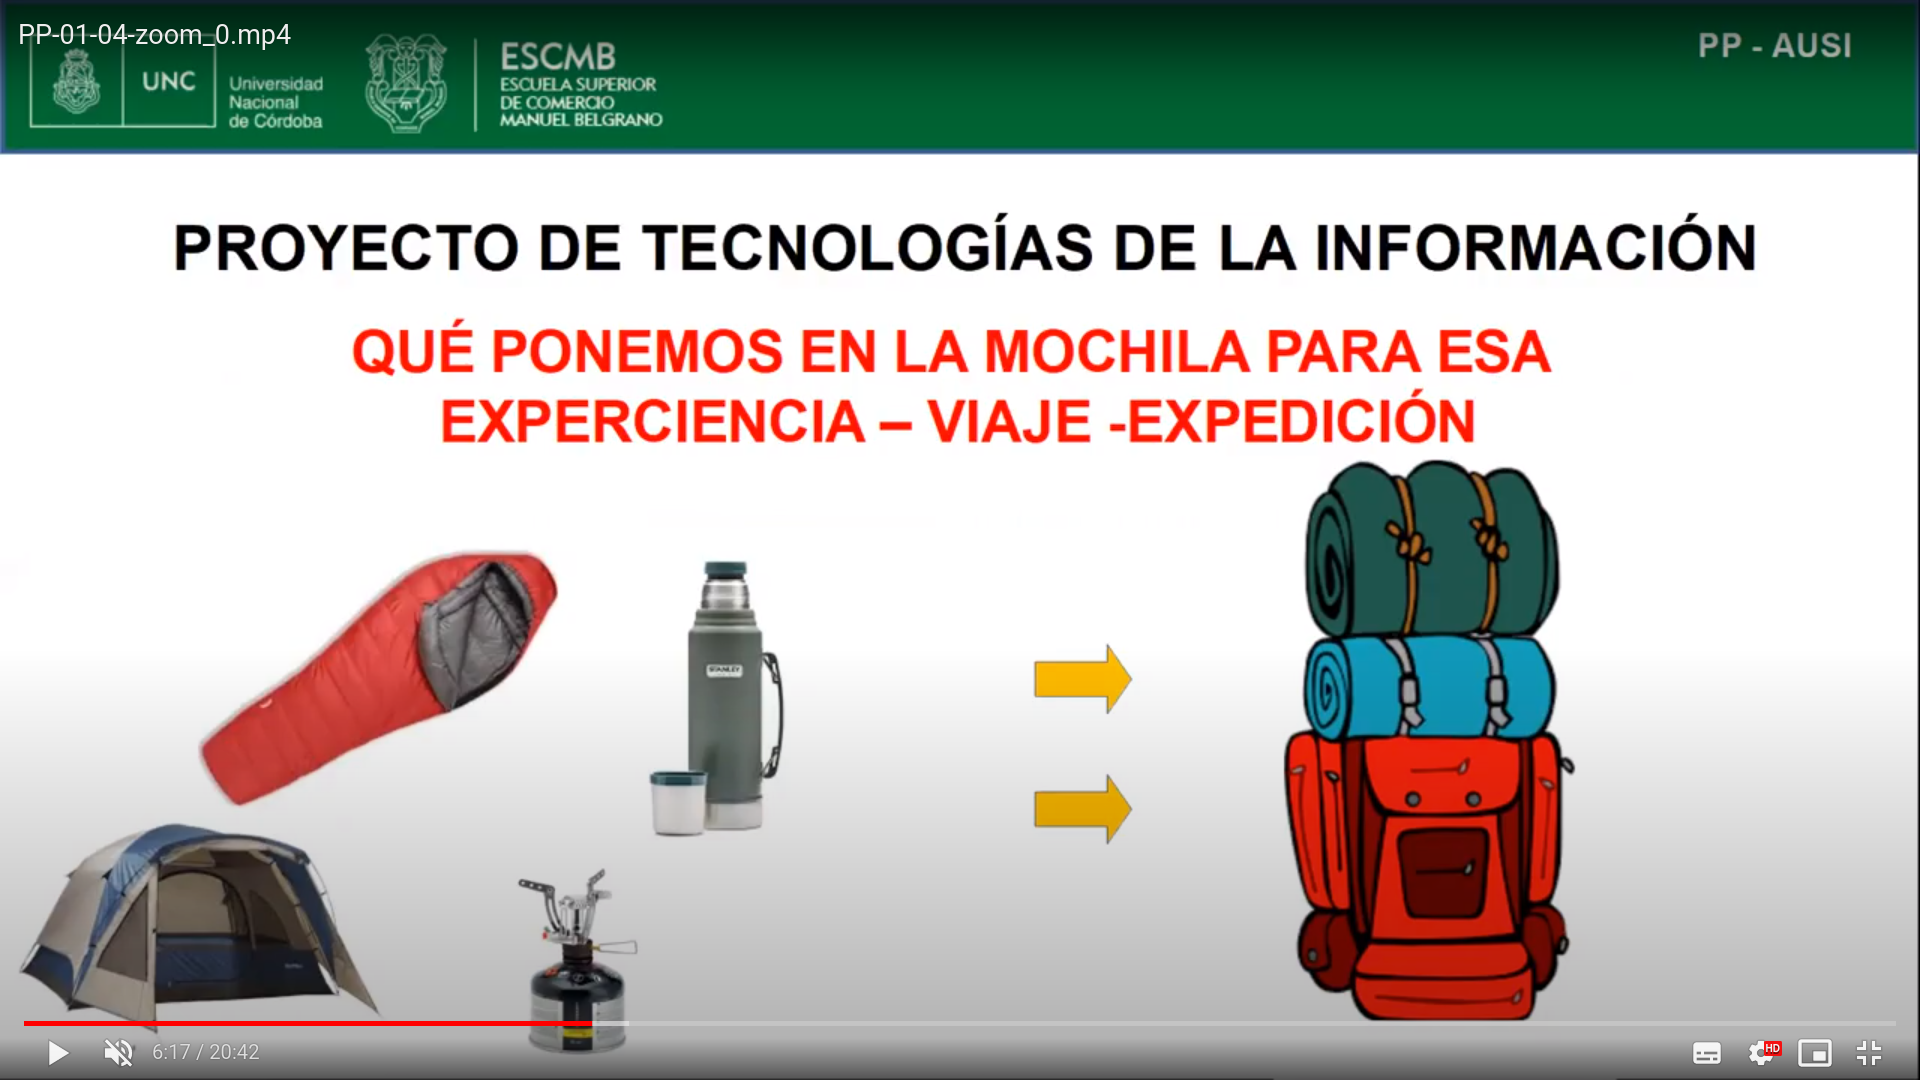 PP-01-04-zoom_0.mp4
UNC
Universidad
Nacional
de Córdoba
ESCMB
ESCUELA SUPERIOR
DE COMERCIO
MANUEL BELGRANO
PP - AUSI
PROYECTO DE TECNOLOGÍAS DE LA INFORMACIÓN
QUÉ PONEMOS EN LA MOCHILA PARA ESA
EXPERCIENCIA – VIAJE -EXPEDICIÓN
STANLEY
6:17 / 20:42
HD